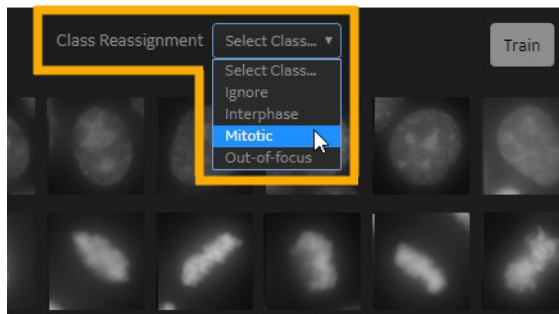 Class Reassignment Select Class... ▼ Train
Select Class...
Ignore
Interphase
Mitotic
Out-of-focus